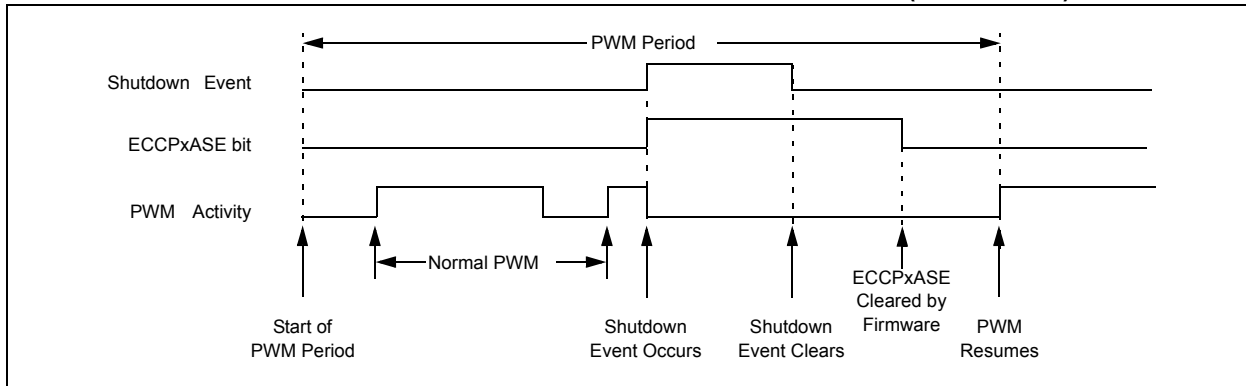 PWM Period
Shutdown Event
ECCPxASE bit
PWM Activity
Normal PWM
Start of
PWM Period
Shutdown
Event Occurs
Shutdown
Event Clears
ECCPxASE
Cleared by
Firmware
PWM
Resumes